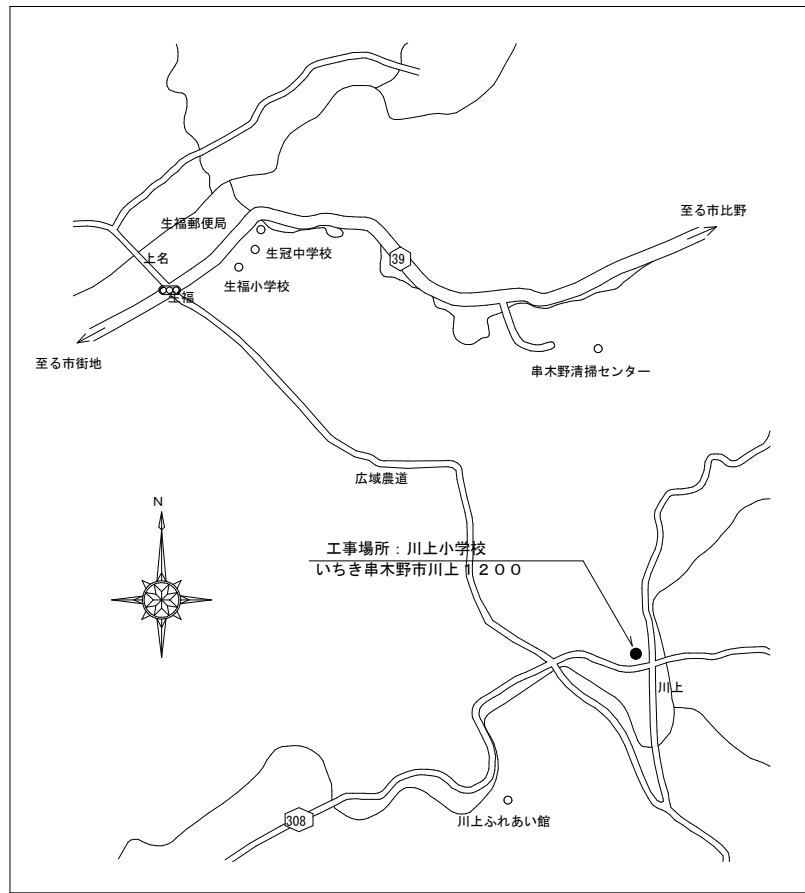 至る市比野
生福郵便局
生冠中学校
上名
39
生福小学校
生福
至る市街地
串木野清掃センター
広域農道
N
工事場所:川上小学校
いちき串木野市川上1200
川上
308
川上ふれあい館